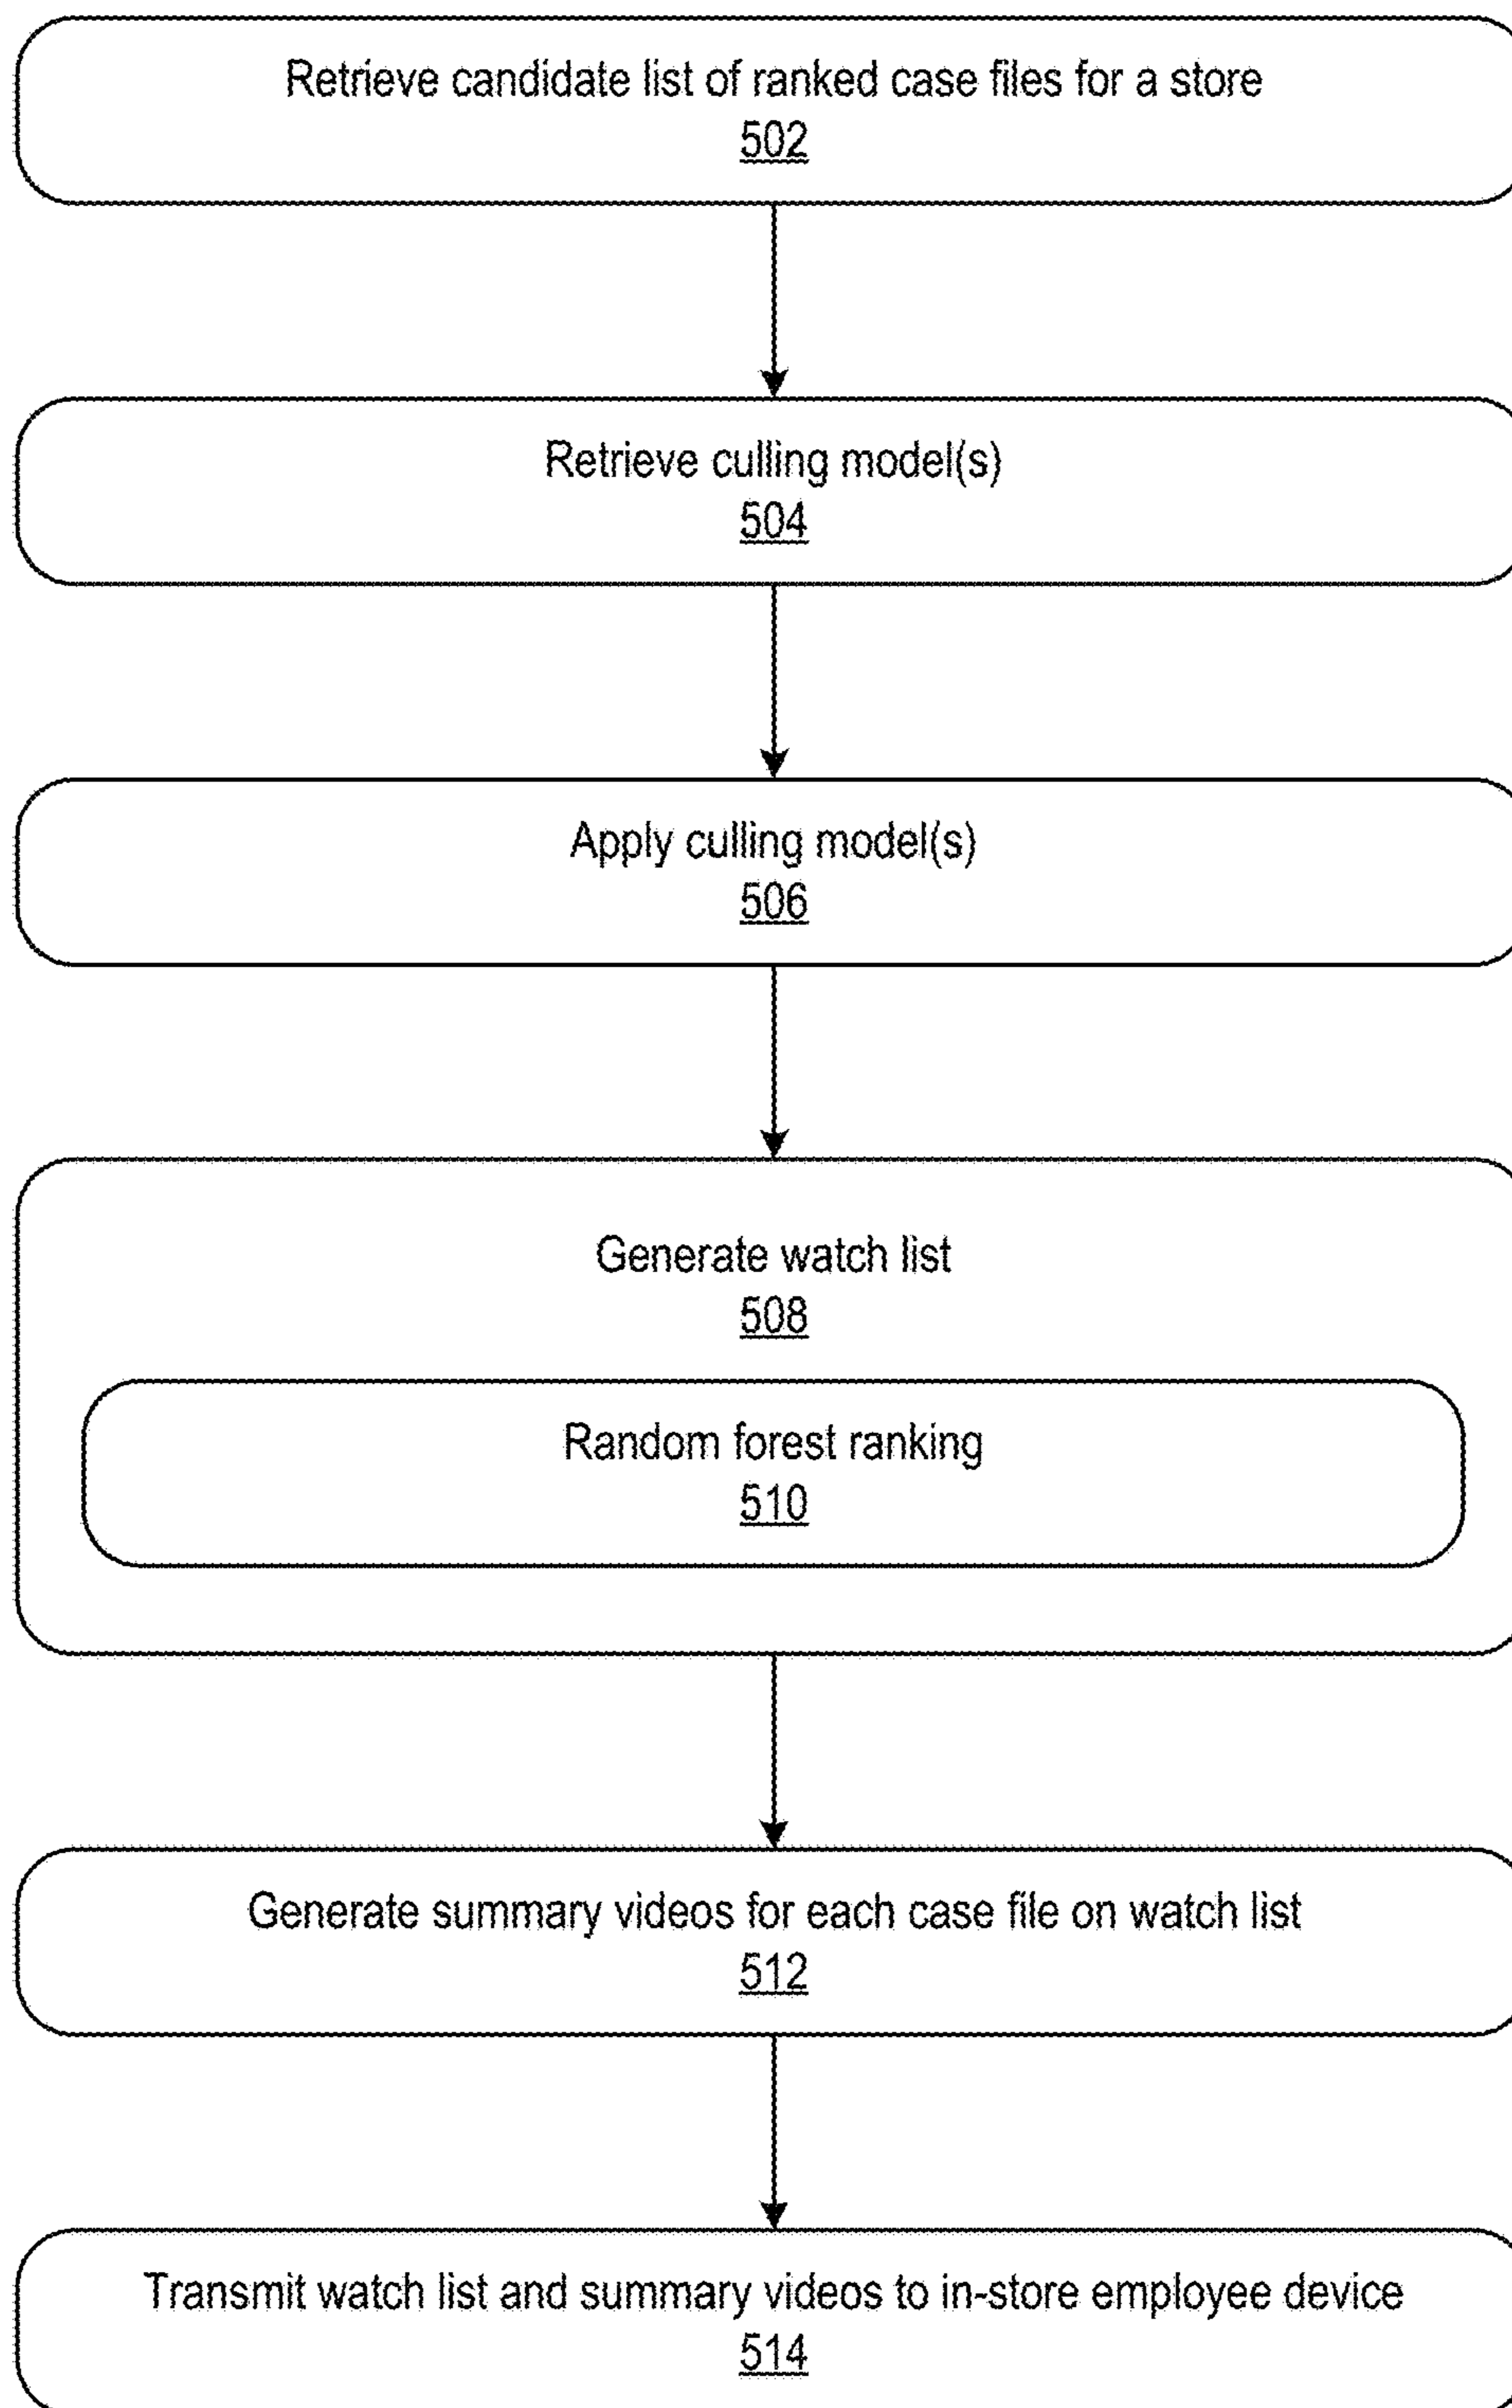 Retrieve candidate list of ranked case files for a store
502
Retrieve culling model(s)
504
Apply culling model(s)
506
Generate watch list
508
Random forest ranking
510
Generate summary videos for each case file on watch list
512
Transmit watch list and summary videos to in-store employee device
514